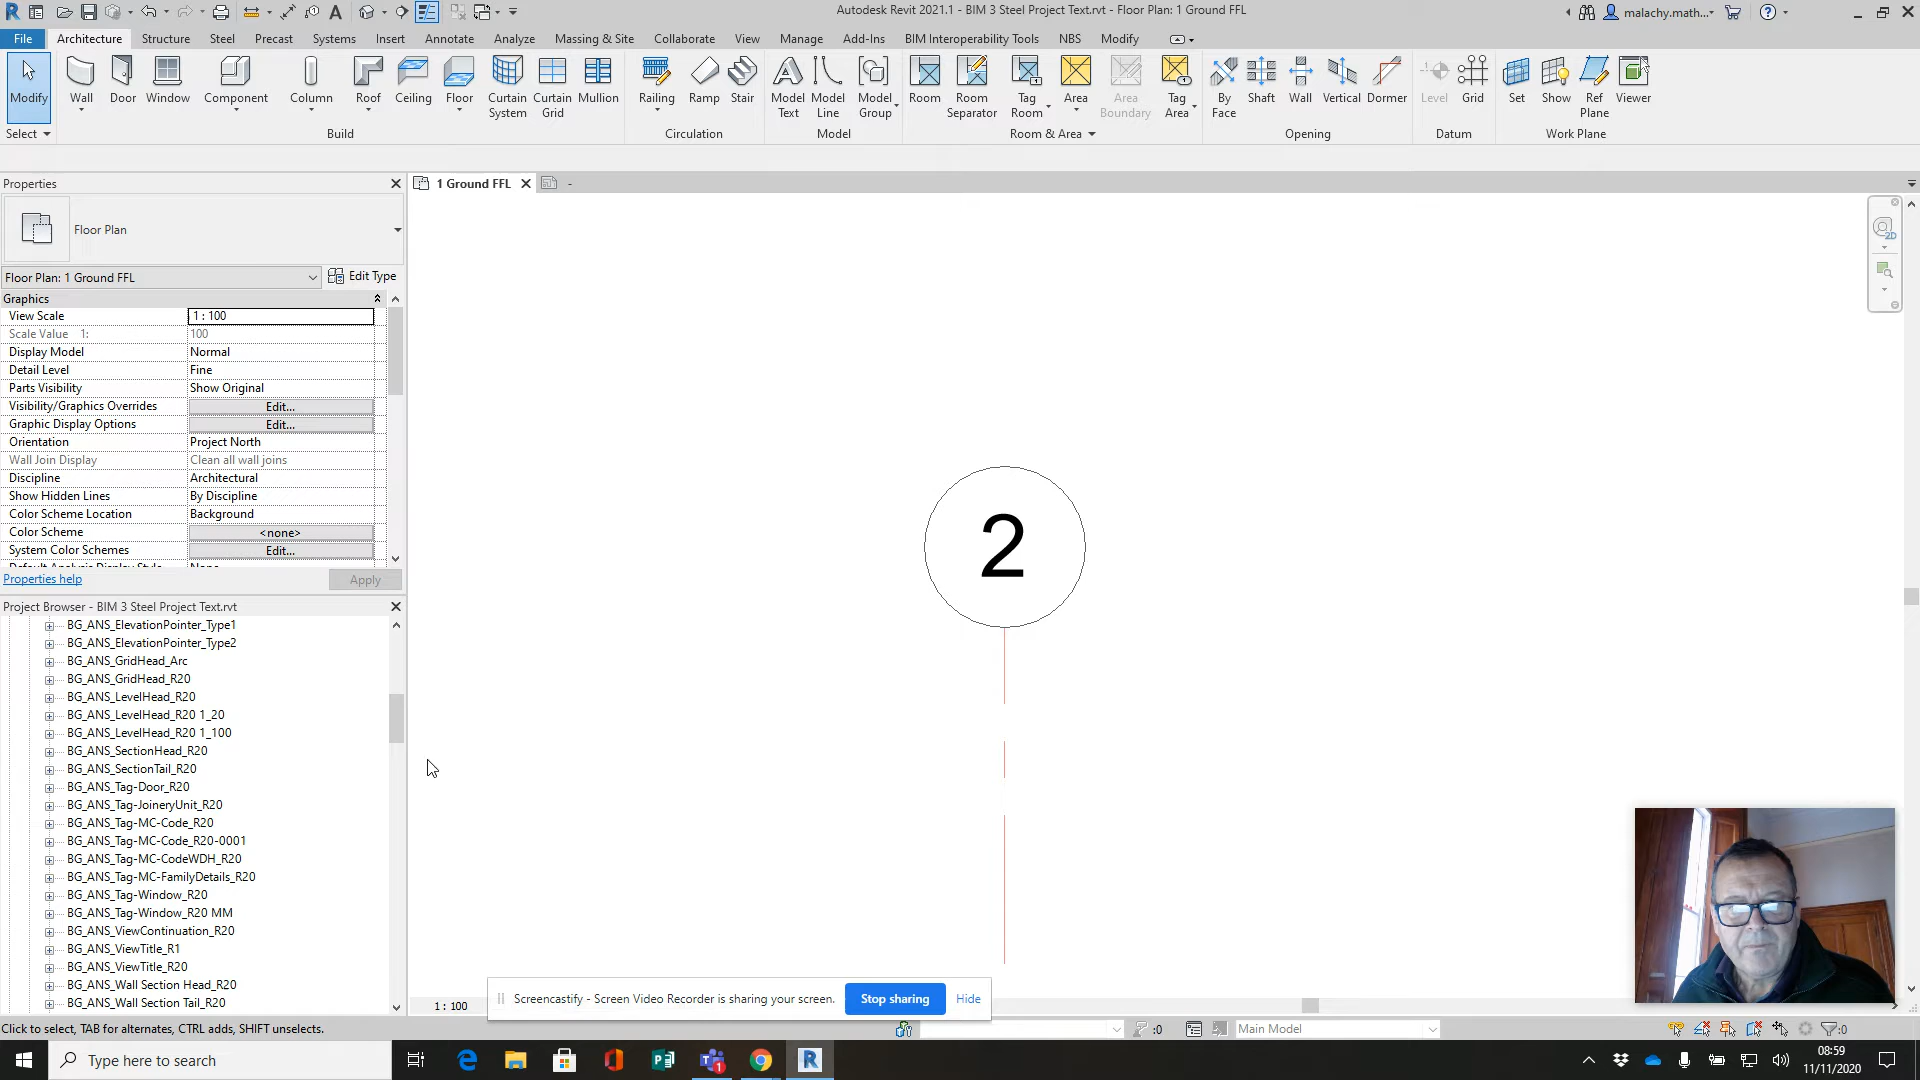 Autodesk Revit 2021.1 - BIM 3 Steel Project Text.rvt - Floor Plan: 1 Ground FFL
malachy.math...
File Architecture Structure Steel Precast Systems Insert Annotate Analyze Massing & Site Collaborate View Manage Add-Ins BIM Interoperability Tools NBS Modify
Modify Wall Door Window Component Column Roof Ceiling Floor Curtain System Curtain Grid Mullion Railing Ramp Stair Model Text Model Line Model Group Room Room Separator Tag Room Area Area Boundary Tag Area By Face Shaft Wall Vertical Dormer Level Grid Set Show Ref Plane Viewer
Select Build Circulation Model Room & Area Opening Datum Work Plane
Properties
1 Ground FFL
-
Floor Plan
Floor Plan: 1 Ground FFL
Edit Type
Graphics
View Scale 1 : 100
Scale Value 1: 100
Display Model Normal
Detail Level Fine
Parts Visibility Show Original
Visibility/Graphics Overrides Edit...
Graphic Display Options Edit...
Orientation Project North
Wall Join Display Clean all wall joins
Discipline Architectural
Show Hidden Lines By Discipline
Color Scheme Location Background
Color Scheme <none>
System Color Schemes Edit...
Properties help
Apply
2
2D
Project Browser - BIM 3 Steel Project Text.rvt
BG_ANS_ElevationPointer_Type1
BG_ANS_ElevationPointer_Type2
BG_ANS_GridHead_Arc
BG_ANS_GridHead_R20
BG_ANS_LevelHead_R20
BG_ANS_LevelHead_R20 1_20
BG_ANS_LevelHead_R20 1_100
BG_ANS_SectionHead_R20
BG_ANS_SectionTail_R20
BG_ANS_Tag-Door_R20
BG_ANS_Tag-JoineryUnit_R20
BG_ANS_Tag-MC-Code_R20
BG_ANS_Tag-MC-Code_R20-0001
BG_ANS_Tag-MC-CodeWDH_R20
BG_ANS_Tag-MC-FamilyDetails_R20
BG_ANS_Tag-Window_R20
BG_ANS_Tag-Window_R20 MM
BG_ANS_ViewContinuation_R20
BG_ANS_ViewTitle_R1
BG_ANS_ViewTitle_R20
BG_ANS_Wall Section Head_R20
BG_ANS_Wall Section Tail_R20
1 : 100
Screencastify - Screen Video Recorder is sharing your screen.
Stop sharing
Hide
Click to select, TAB for alternates, CTRL adds, SHIFT unselects.
:0
Main Model
:0
Type here to search
1
08:59
11/11/2020